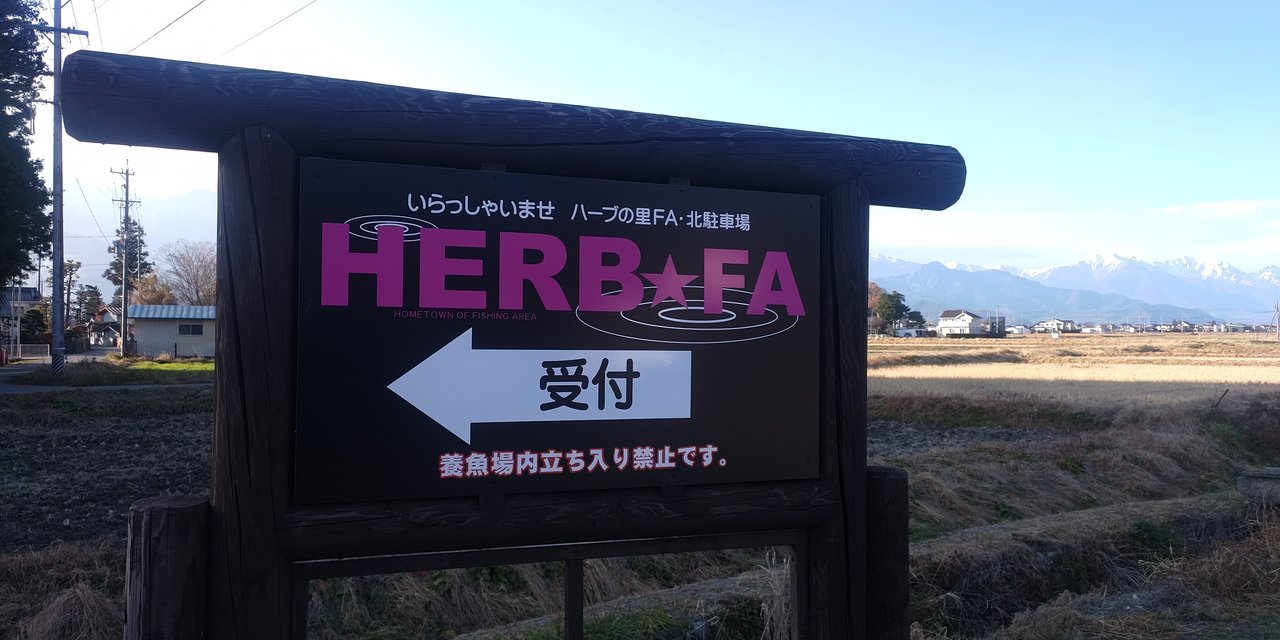 いらっしゃいませ ハーブの里FA・北駐車場
HERB★FA
HOMETOWN OF FISHING AREA
受付
養魚場内立ち入り禁止です。